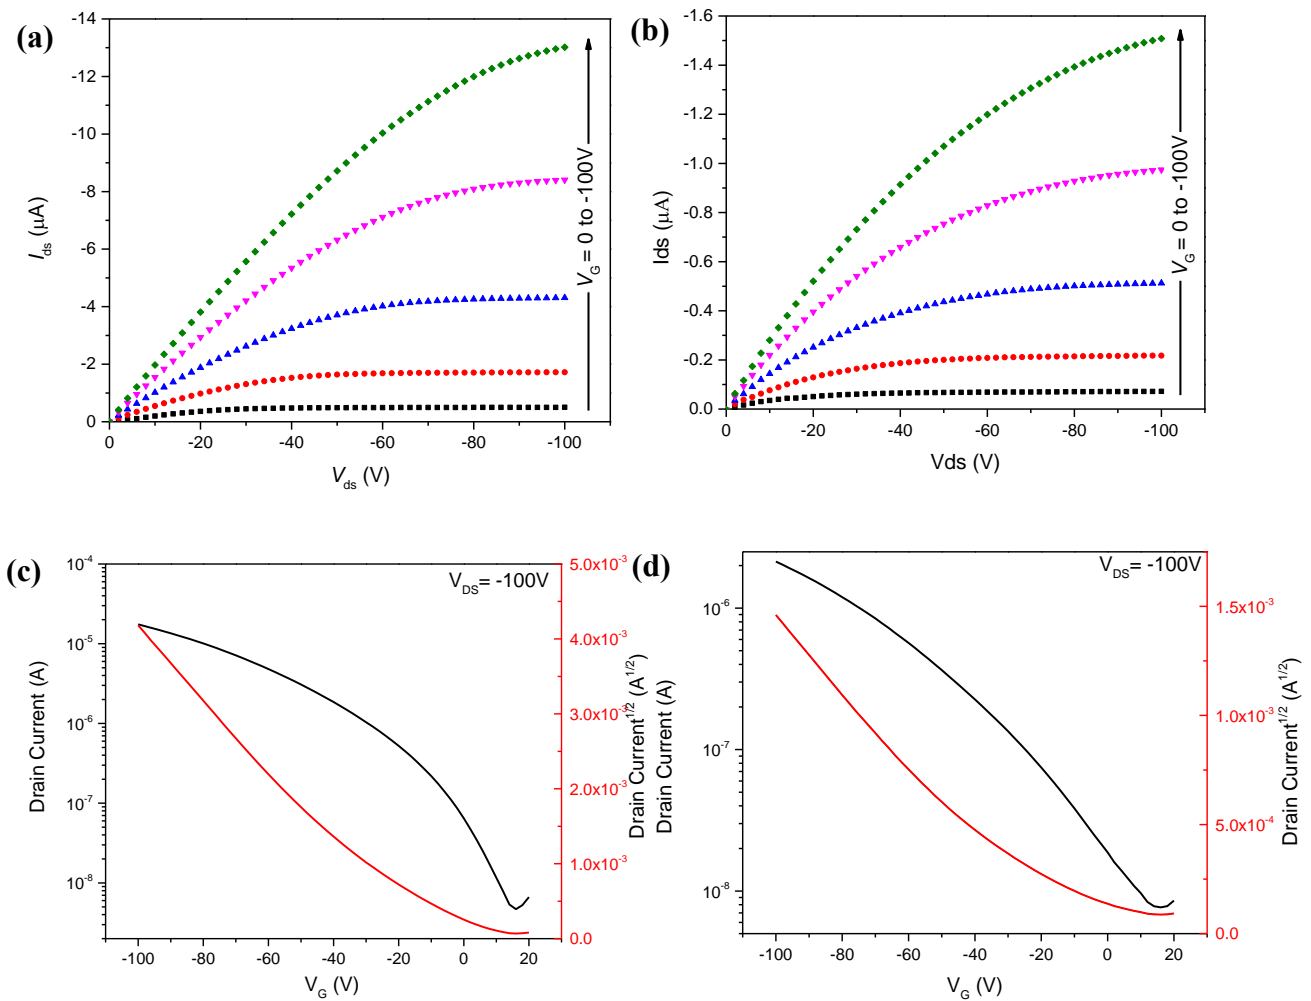 (a)
-14
-12
-10
-8
-6
-4
-2
0
I_ds (μA)
0 -20 -40 -60 -80 -100
V_ds (V)
V_G = 0 to -100V
(b)
-1.6
-1.4
-1.2
-1.0
-0.8
-0.6
-0.4
-0.2
0.0
Ids (μA)
0 -20 -40 -60 -80 -100
Vds (V)
V_G = 0 to -100V
(c)
V_DS= -100V
10^-4
10^-5
10^-6
10^-7
10^-8
Drain Current (A)
5.0x10^-3
4.0x10^-3
3.0x10^-3
2.0x10^-3
1.0x10^-3
0.0
Drain Current^1/2 (A^1/2)
-100 -80 -60 -40 -20 0 20
V_G (V)
(d)
V_DS= -100V
10^-6
10^-7
10^-8
Drain Current (A)
1.5x10^-3
1.0x10^-3
5.0x10^-4
0.0
Drain Current^1/2 (A^1/2)
-100 -80 -60 -40 -20 0 20
V_G (V)